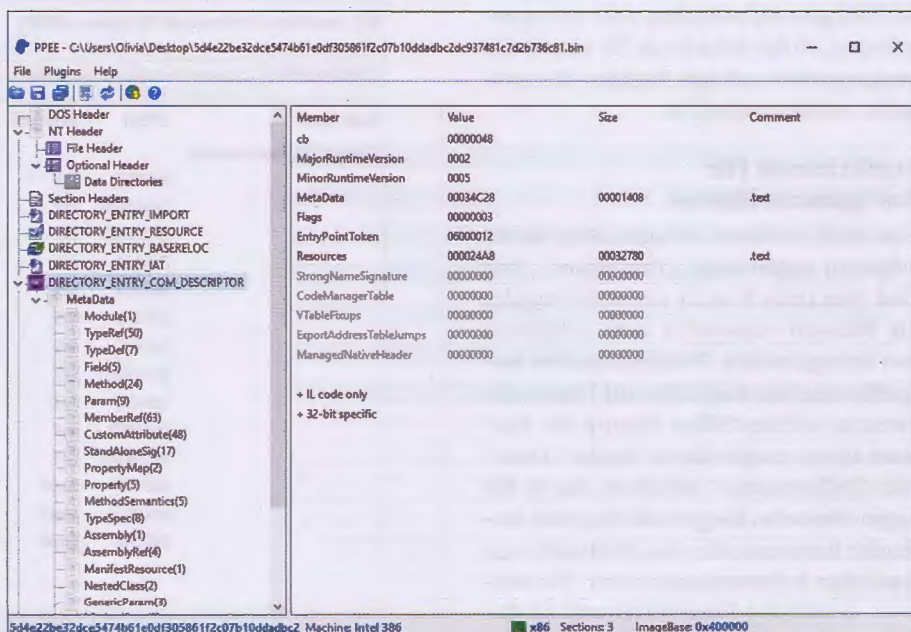 PPEE - C:\Users\Olivia\Desktop\5d4e22be32dce5474b61e0df305861f2c07b10ddadbc2dc937481c7d2b736c81.bin
File Plugins Help
DOS Header
NT Header
File Header
Optional Header
Data Directories
Section Headers
DIRECTORY_ENTRY_IMPORT
DIRECTORY_ENTRY_RESOURCE
DIRECTORY_ENTRY_BASERELOC
DIRECTORY_ENTRY_IAT
DIRECTORY_ENTRY_COM_DESCRIPTOR
MetaData
Module(1)
TypeRef(50)
TypeDef(7)
Field(5)
Method(24)
Param(9)
MemberRef(63)
CustomAttribute(48)
StandAloneSig(17)
PropertyMap(2)
Property(5)
MethodSemantics(5)
TypeSpec(8)
Assembly(1)
AssemblyRef(4)
ManifestResource(1)
NestedClass(2)
GenericParam(3)
Member Value Size Comment
cb 00000048
MajorRuntimeVersion 0002
MinorRuntimeVersion 0005
MetaData 00034C28 00001408 .text
Flags 00000003
EntryPointToken 06000012
Resources 000024A8 00032780 .text
StrongNameSignature 00000000 00000000
CodeManagerTable 00000000 00000000
VTableFixups 00000000 00000000
ExportAddressTableJumps 00000000 00000000
ManagedNativeHeader 00000000 00000000
+ IL code only
+ 32-bit specific
5d4e22be32dce5474b61e0df305861f2c07b10ddadbc2 Machine: Intel 386 x86 Sections: 3 ImageBase: 0x400000